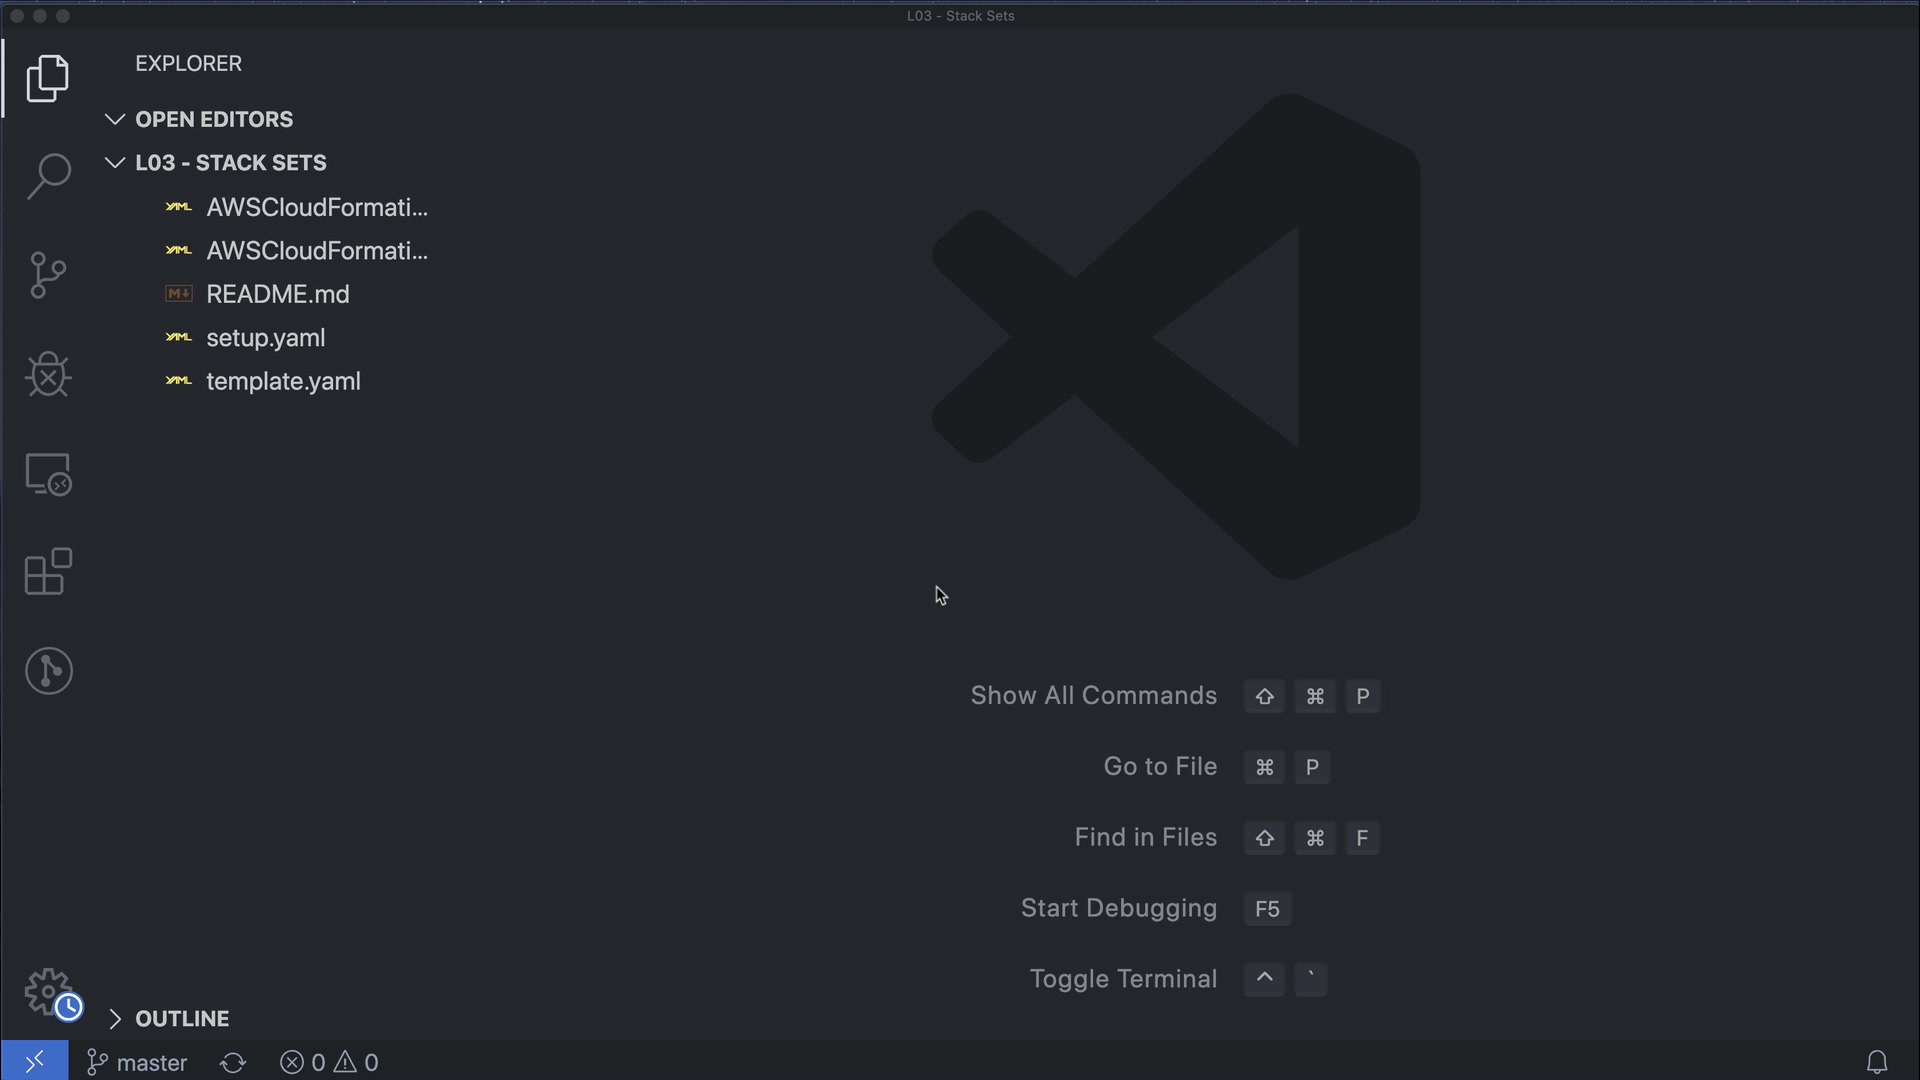 L03 - Stack Sets
EXPLORER
OPEN EDITORS
L03 - STACK SETS
AWSCloudFormati...
AWSCloudFormati...
README.md
setup.yaml
template.yaml
Show All Commands ⇧ ⌘ P
Go to File ⌘ P
Find in Files ⇧ ⌘ F
Start Debugging F5
Toggle Terminal ^ `
OUTLINE
master 0 0